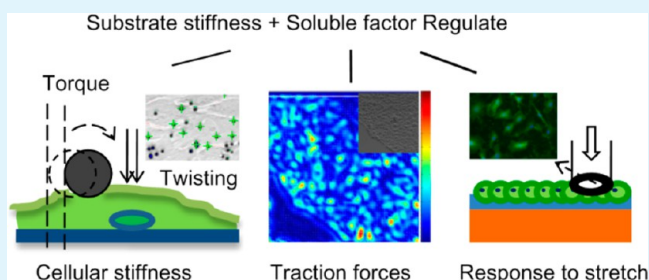 Substrate stiffness + Soluble factor Regulate
Torque
Twisting
Cellular stiffness
Traction forces
Response to stretch